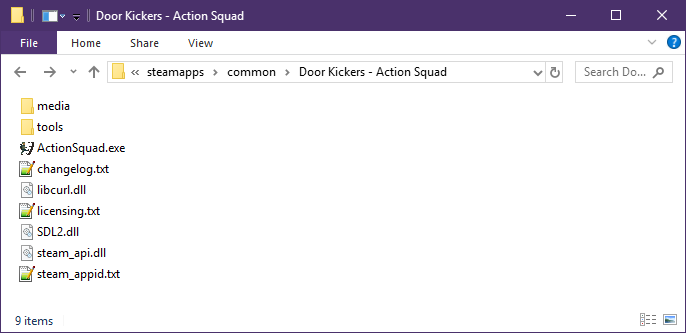 Door Kickers - Action Squad
File Home Share View
« steamapps common Door Kickers - Action Squad Search Do...
media
tools
ActionSquad.exe
changelog.txt
libcurl.dll
licensing.txt
SDL2.dll
steam_api.dll
steam_appid.txt
9 items